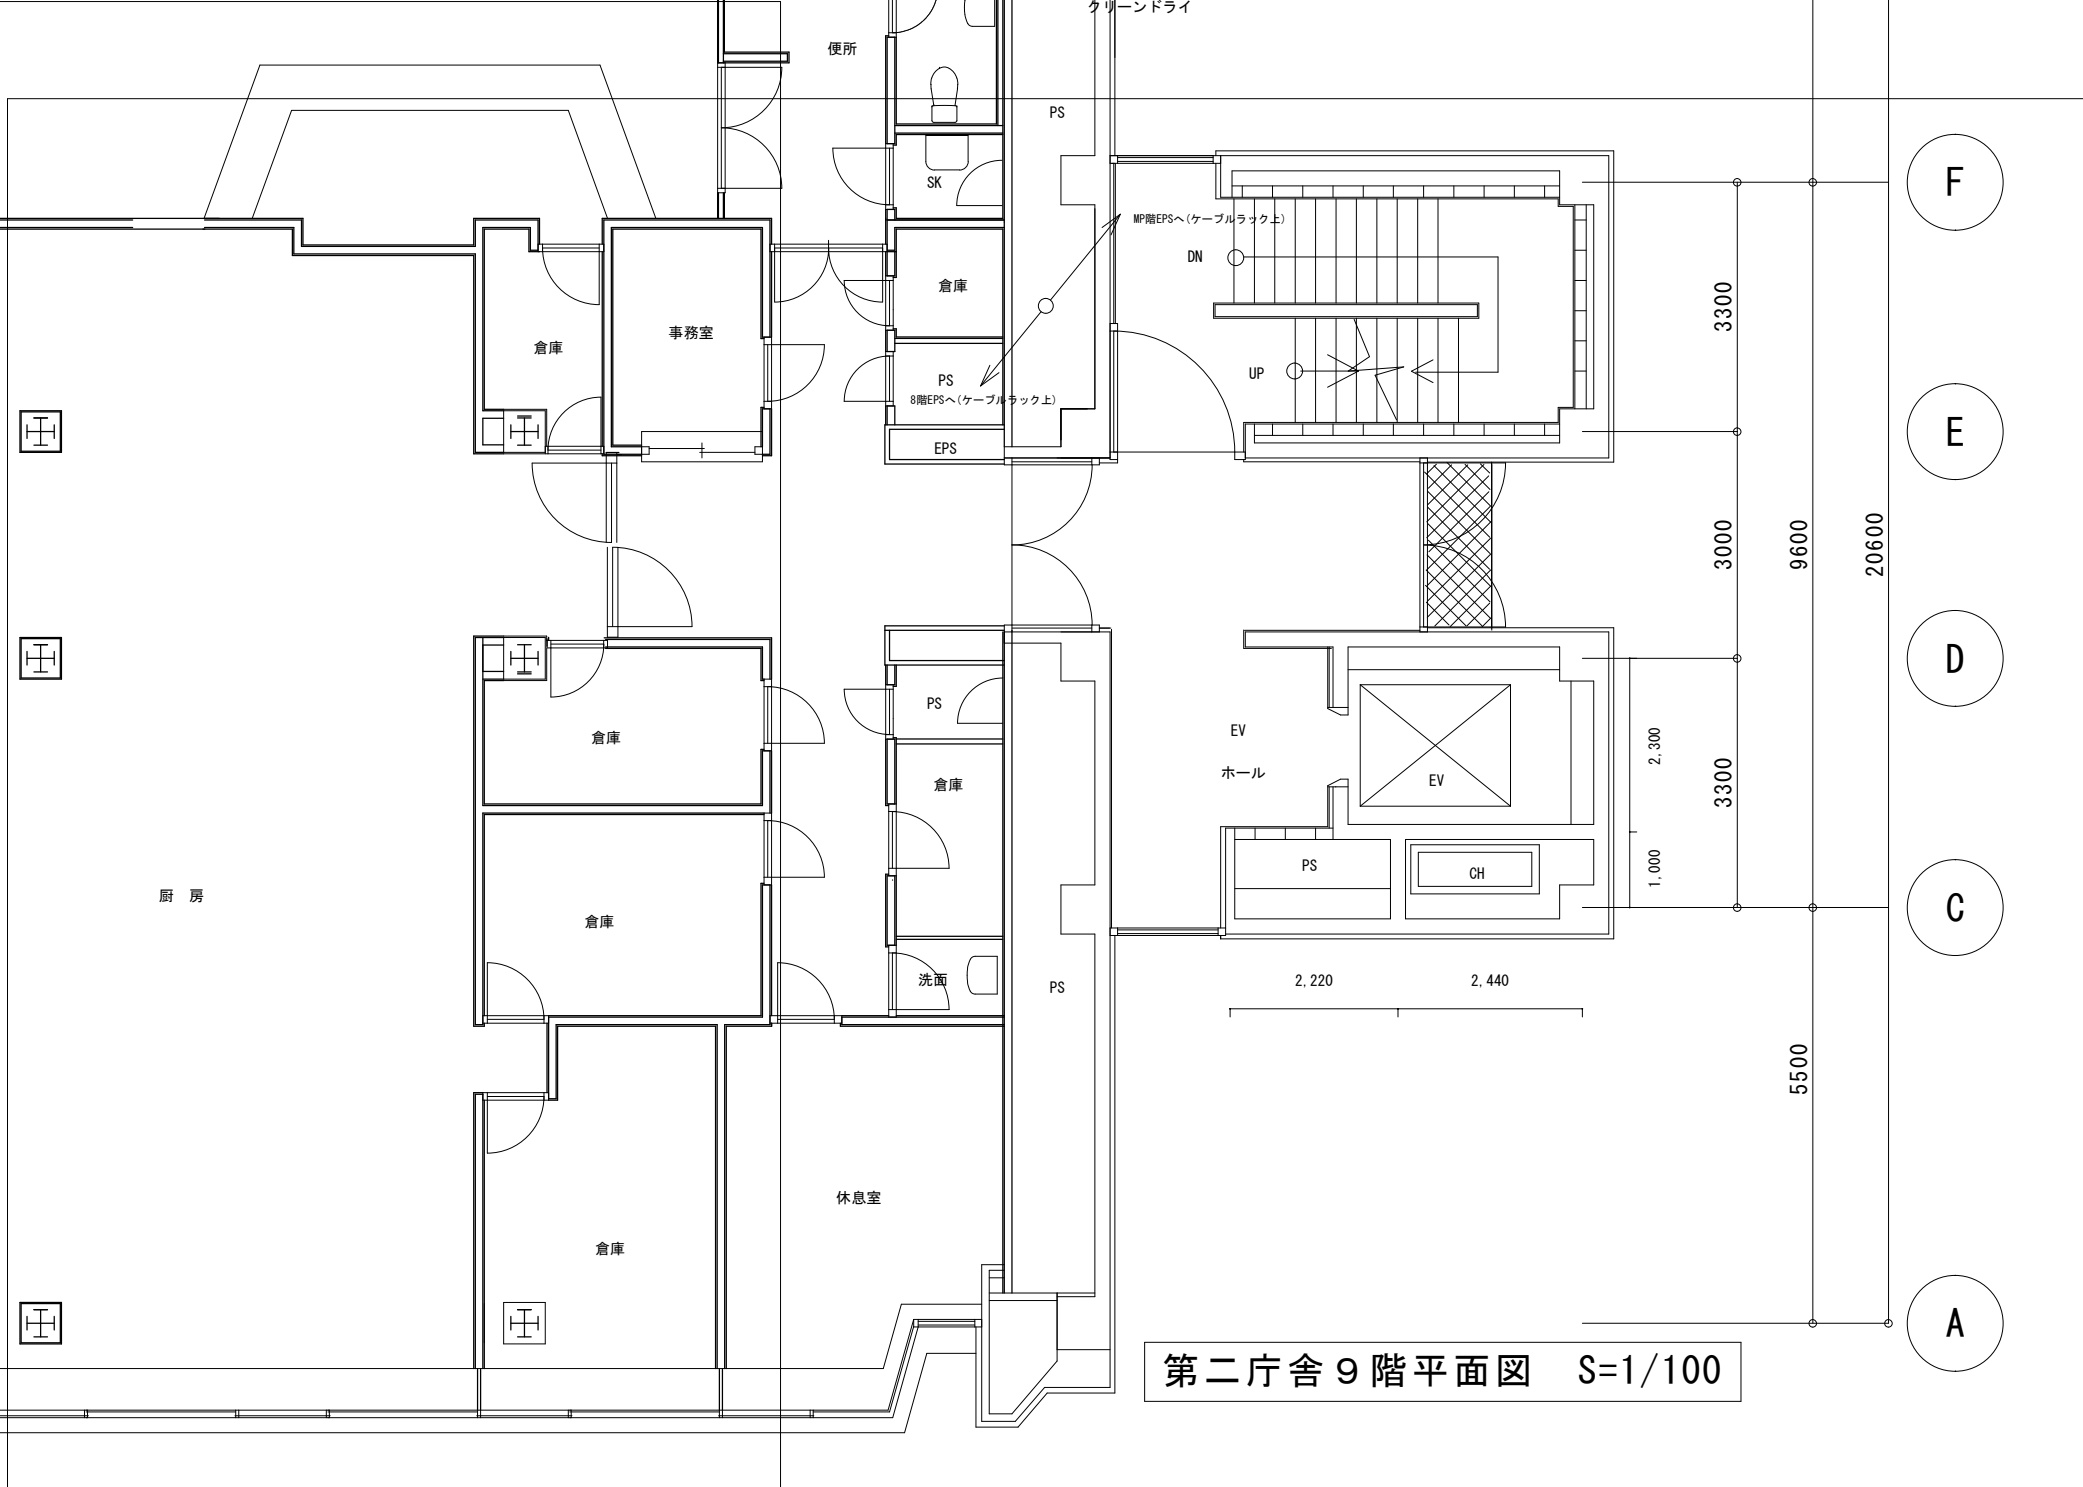 クリーンドライ
便所
PS
F
SK
MP階EPSへ(ケーブルラック上)
DN
倉庫
3300
事務室
倉庫
UP
PS
8階EPSへ(ケーブルラック上)
E
EPS
3000
9600
20600
D
PS
EV
ホール
倉庫
2,300
EV
倉庫
3300
PS
CH
1,000
厨　房
C
倉庫
洗面
PS
2,220
2,440
5500
休息室
倉庫
A
第二庁舎９階平面図　S=1/100